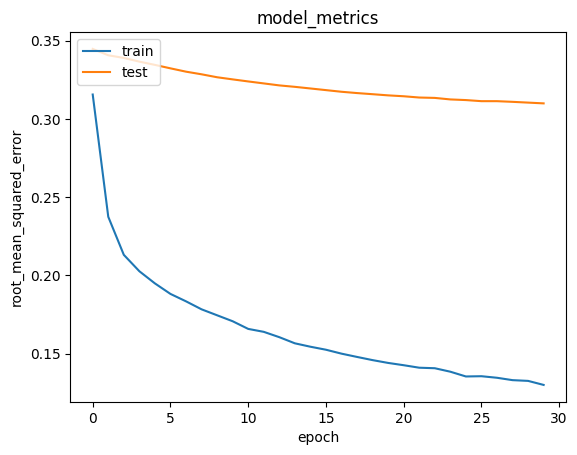 model_metrics
train
test
root_mean_squared_error
0.35
0.30
0.25
0.20
0.15
0 5 10 15 20 25 30
epoch